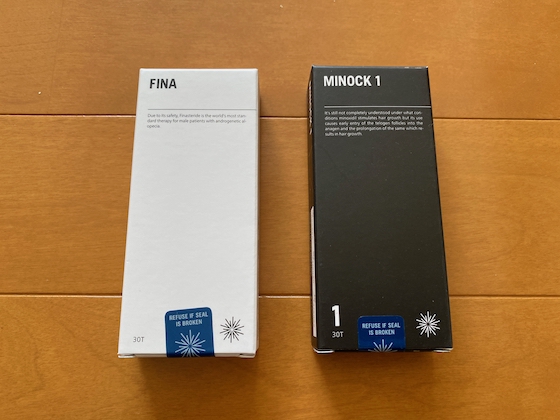 FINA
Due to its safety, Finasteride is the world's most stan-
dard therapy for male patients with androgenetic al-
opecia.
REFUSE IF SEAL
IS BROKEN
30T
MINOCK 1
It's still not completely understood under what con-
ditions minoxidil stimulates hair growth but its use
causes early entry of the telogen follicles into the
anagen and the prolongation of the same which re-
sults in hair growth.
1
30T
REFUSE IF SEAL
IS BROKEN